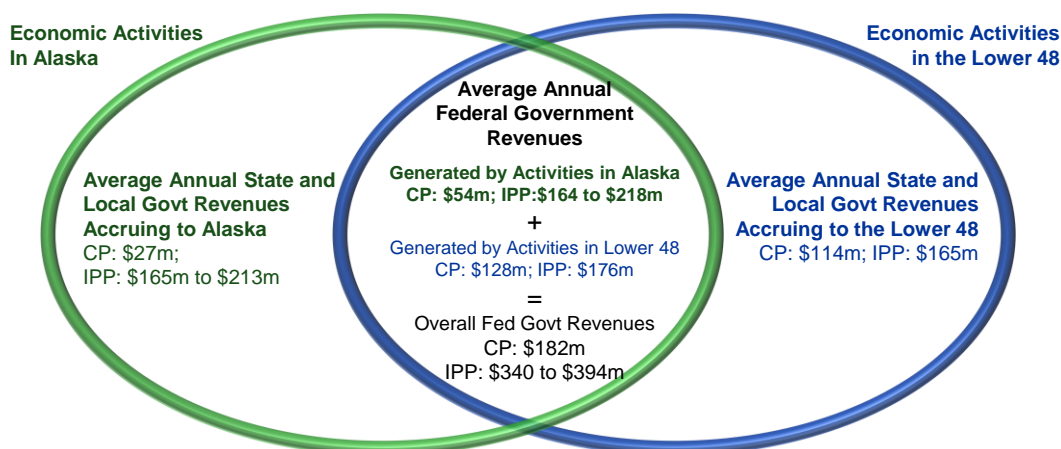 Economic Activities
In Alaska
Economic Activities
in the Lower 48
Average Annual
Federal Government
Revenues
Generated by Activities in Alaska
CP: $54m; IPP:$164 to $218m
+
Generated by Activities in Lower 48
CP: $128m; IPP: $176m
=
Overall Fed Govt Revenues
CP: $182m
IPP: $340 to $394m
Average Annual State and
Local Govt Revenues
Accruing to Alaska
CP: $27m;
IPP: $165m to $213m
Average Annual State and
Local Govt Revenues
Accruing to the Lower 48
CP: $114m; IPP: $165m